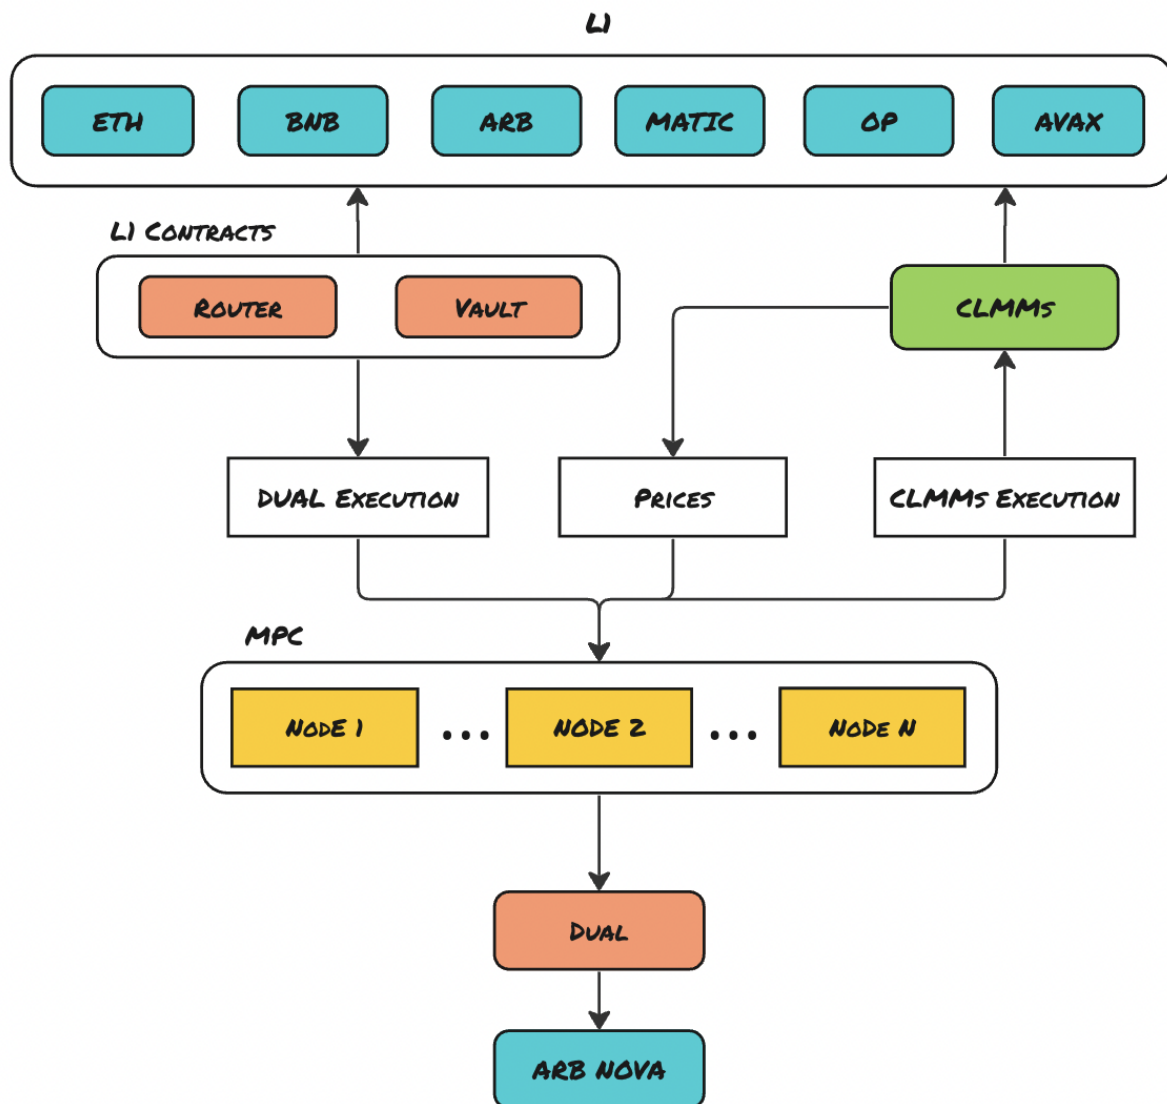 L1
ETH
BNB
ARB
MATIC
OP
AVAX
L1 CONTRACTS
ROUTER
VAULT
CLMMs
DUAL EXECUTION
PRICES
CLMMs EXECUTION
MPC
NODE 1
...
NODE 2
...
NODE N
DUAL
ARB NOVA